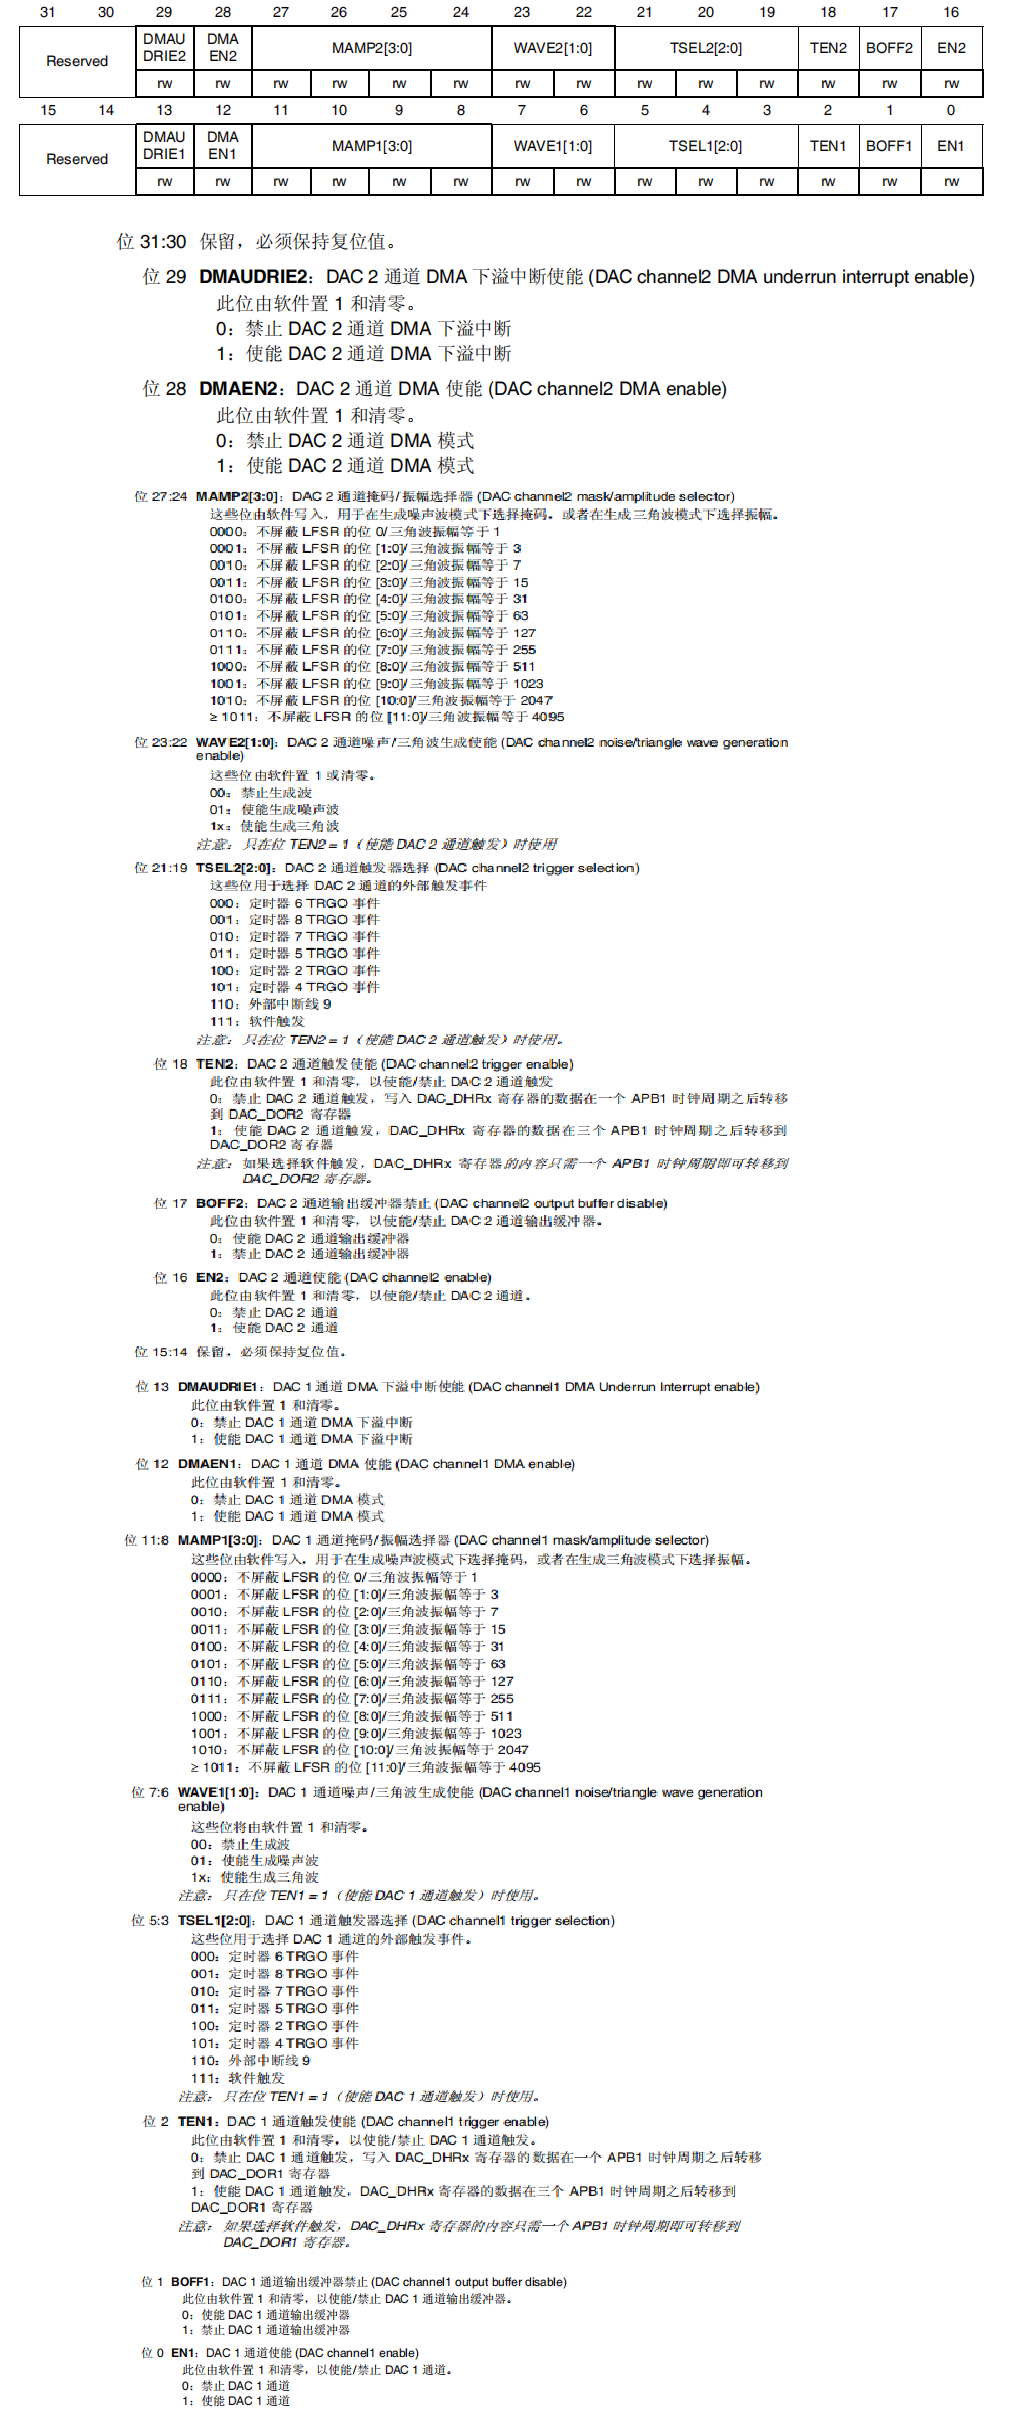 31 30 29 28 27 26 25 24 23 22 21 20 19 18 17 16
Reserved DMAU DRIE2 DMA EN2 MAMP2[3:0] WAVE2[1:0] TSEL2[2:0] TEN2 BOFF2 EN2
rw rw rw rw rw rw rw rw rw rw rw rw rw rw
15 14 13 12 11 10 9 8 7 6 5 4 3 2 1 0
Reserved DMAU DRIE1 DMA EN1 MAMP1[3:0] WAVE1[1:0] TSEL1[2:0] TEN1 BOFF1 EN1
rw rw rw rw rw rw rw rw rw rw rw rw rw rw
位 31:30 保留，必须保持复位值。
位 29 DMAUDRIE2：DAC 2 通道 DMA 下溢中断使能 (DAC channel2 DMA underrun interrupt enable)
此位由软件置 1 和清零。
0：禁止 DAC 2 通道 DMA 下溢中断
1：使能 DAC 2 通道 DMA 下溢中断
位 28 DMAEN2：DAC 2 通道 DMA 使能 (DAC channel2 DMA enable)
此位由软件置 1 和清零。
0：禁止 DAC 2 通道 DMA 模式
1：使能 DAC 2 通道 DMA 模式
位 27:24 MAMP2[3:0]：DAC 2 通道掩码/振幅选择器 (DAC channel2 mask/amplitude selector)
这些位由软件写入，用于在生成噪声波模式下选择掩码，或者在生成三角波模式下选择振幅。
0000：不屏蔽 LFSR 的位 0/三角波振幅等于 1
0001：不屏蔽 LFSR 的位 [1:0]/三角波振幅等于 3
0010：不屏蔽 LFSR 的位 [2:0]/三角波振幅等于 7
0011：不屏蔽 LFSR 的位 [3:0]/三角波振幅等于 15
0100：不屏蔽 LFSR 的位 [4:0]/三角波振幅等于 31
0101：不屏蔽 LFSR 的位 [5:0]/三角波振幅等于 63
0110：不屏蔽 LFSR 的位 [6:0]/三角波振幅等于 127
0111：不屏蔽 LFSR 的位 [7:0]/三角波振幅等于 255
1000：不屏蔽 LFSR 的位 [8:0]/三角波振幅等于 511
1001：不屏蔽 LFSR 的位 [9:0]/三角波振幅等于 1023
1010：不屏蔽 LFSR 的位 [10:0]/三角波振幅等于 2047
≥ 1011：不屏蔽 LFSR 的位 [11:0]/三角波振幅等于 4095
位 23:22 WAVE2[1:0]：DAC 2 通道噪声/三角波生成使能 (DAC channel2 noise/triangle wave generation
enable)
这些位由软件置 1 或清零。
00：禁止生成波
01：使能生成噪声波
1x：使能生成三角波
注意：只在位 TEN2 = 1（使能 DAC 2 通道触发）时使用
位 21:19 TSEL2[2:0]：DAC 2 通道触发器选择 (DAC channel2 trigger selection)
这些位用于选择 DAC 2 通道的外部触发事件
000：定时器 6 TRGO 事件
001：定时器 8 TRGO 事件
010：定时器 7 TRGO 事件
011：定时器 5 TRGO 事件
100：定时器 2 TRGO 事件
101：定时器 4 TRGO 事件
110：外部中断线 9
111：软件触发
注意：只在位 TEN2 = 1（使能 DAC 2 通道触发）时使用。
位 18 TEN2：DAC 2 通道触发使能 (DAC channel2 trigger enable)
此位由软件置 1 和清零，以使能/禁止 DAC 2 通道触发
0：禁止 DAC 2 通道触发，写入 DAC_DHRx 寄存器的数据在一个 APB1 时钟周期之后转移
到 DAC_DOR2 寄存器
1：使能 DAC 2 通道触发，DAC_DHRx 寄存器的数据在三个 APB1 时钟周期之后转移到
DAC_DOR2 寄存器
注意：如果选择软件触发，DAC_DHRx 寄存器的内容只需一个 APB1 时钟周期即可转移到
DAC_DOR2 寄存器。
位 17 BOFF2：DAC 2 通道输出缓冲器禁止 (DAC channel2 output buffer disable)
此位由软件置 1 和清零，以使能/禁止 DAC 2 通道输出缓冲器。
0：使能 DAC 2 通道输出缓冲器
1：禁止 DAC 2 通道输出缓冲器
位 16 EN2：DAC 2 通道使能 (DAC channel2 enable)
此位由软件置 1 和清零，以使能/禁止 DAC 2 通道。
0：禁止 DAC 2 通道
1：使能 DAC 2 通道
位 15:14 保留，必须保持复位值。
位 13 DMAUDRIE1：DAC 1 通道 DMA 下溢中断使能 (DAC channel1 DMA Underrun Interrupt enable)
此位由软件置 1 和清零。
0：禁止 DAC 1 通道 DMA 下溢中断
1：使能 DAC 1 通道 DMA 下溢中断
位 12 DMAEN1：DAC 1 通道 DMA 使能 (DAC channel1 DMA enable)
此位由软件置 1 和清零。
0：禁止 DAC 1 通道 DMA 模式
1：使能 DAC 1 通道 DMA 模式
位 11:8 MAMP1[3:0]：DAC 1 通道掩码/振幅选择器 (DAC channel1 mask/amplitude selector)
这些位由软件写入，用于在生成噪声波模式下选择掩码，或者在生成三角波模式下选择振幅。
0000：不屏蔽 LFSR 的位 0/三角波振幅等于 1
0001：不屏蔽 LFSR 的位 [1:0]/三角波振幅等于 3
0010：不屏蔽 LFSR 的位 [2:0]/三角波振幅等于 7
0011：不屏蔽 LFSR 的位 [3:0]/三角波振幅等于 15
0100：不屏蔽 LFSR 的位 [4:0]/三角波振幅等于 31
0101：不屏蔽 LFSR 的位 [5:0]/三角波振幅等于 63
0110：不屏蔽 LFSR 的位 [6:0]/三角波振幅等于 127
0111：不屏蔽 LFSR 的位 [7:0]/三角波振幅等于 255
1000：不屏蔽 LFSR 的位 [8:0]/三角波振幅等于 511
1001：不屏蔽 LFSR 的位 [9:0]/三角波振幅等于 1023
1010：不屏蔽 LFSR 的位 [10:0]/三角波振幅等于 2047
≥ 1011：不屏蔽 LFSR 的位 [11:0]/三角波振幅等于 4095
位 7:6 WAVE1[1:0]：DAC 1 通道噪声/三角波生成使能 (DAC channel1 noise/triangle wave generation
enable)
这些位将由软件置 1 和清零。
00：禁止生成波
01：使能生成噪声波
1x：使能生成三角波
注意：只在位 TEN1 = 1（使能 DAC 1 通道触发）时使用。
位 5:3 TSEL1[2:0]：DAC 1 通道触发器选择 (DAC channel1 trigger selection)
这些位用于选择 DAC 1 通道的外部触发事件。
000：定时器 6 TRGO 事件
001：定时器 8 TRGO 事件
010：定时器 7 TRGO 事件
011：定时器 5 TRGO 事件
100：定时器 2 TRGO 事件
101：定时器 4 TRGO 事件
110：外部中断线 9
111：软件触发
注意：只在位 TEN1 = 1（使能 DAC 1 通道触发）时使用。
位 2 TEN1：DAC 1 通道触发使能 (DAC channel1 trigger enable)
此位由软件置 1 和清零，以使能/禁止 DAC 1 通道触发。
0：禁止 DAC 1 通道触发，写入 DAC_DHRx 寄存器的数据在一个 APB1 时钟周期之后转移
到 DAC_DOR1 寄存器
1：使能 DAC 1 通道触发，DAC_DHRx 寄存器的数据在三个 APB1 时钟周期之后转移到
DAC_DOR1 寄存器
注意：如果选择软件触发，DAC_DHRx 寄存器的内容只需一个 APB1 时钟周期即可转移到
DAC_DOR1 寄存器。
位 1 BOFF1：DAC 1 通道输出缓冲器禁止 (DAC channel1 output buffer disable)
此位由软件置 1 和清零，以使能/禁止 DAC 1 通道输出缓冲器。
0：使能 DAC 1 通道输出缓冲器
1：禁止 DAC 1 通道输出缓冲器
位 0 EN1：DAC 1 通道使能 (DAC channel1 enable)
此位由软件置 1 和清零，以使能/禁止 DAC 1 通道。
0：禁止 DAC 1 通道
1：使能 DAC 1 通道